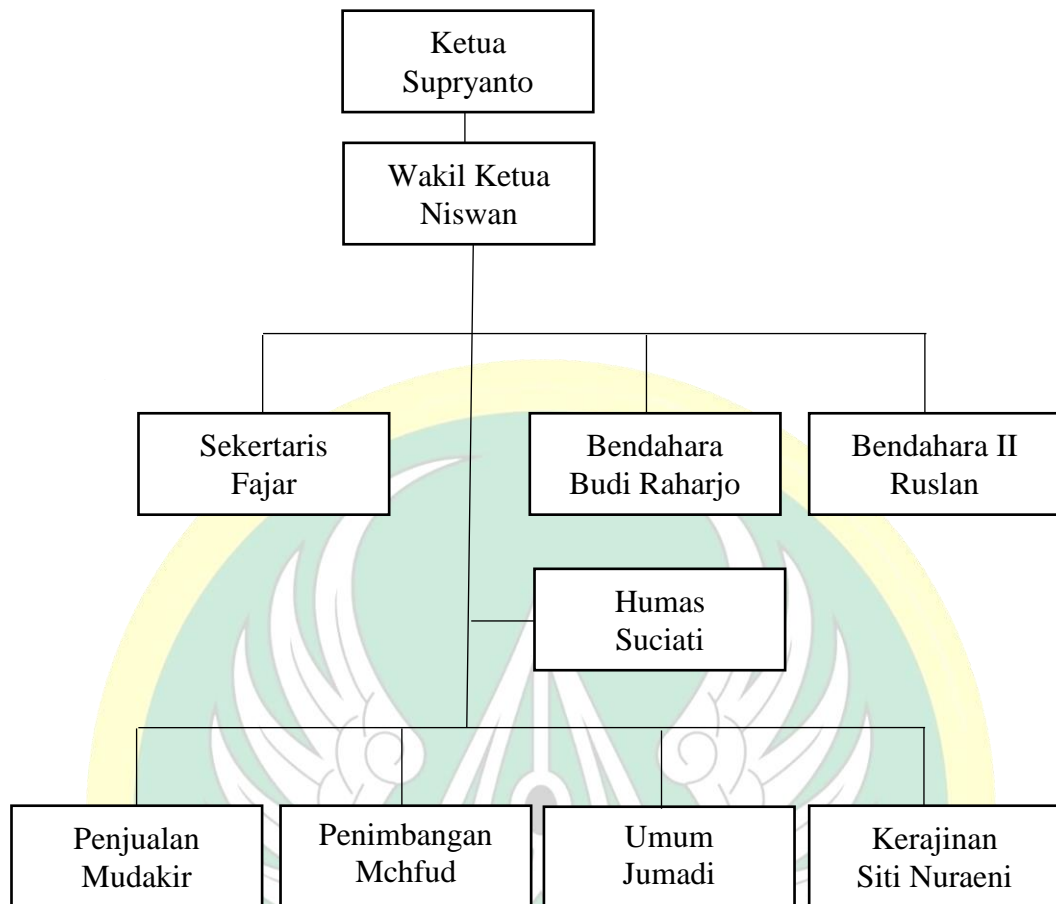 Ketua
Supryanto
Wakil Ketua
Niswan
Sekertaris
Fajar
Bendahara
Budi Raharjo
Bendahara II
Ruslan
Humas
Suciati
Penjualan
Mudakir
Penimbangan
Mchfud
Umum
Jumadi
Kerajinan
Siti Nuraeni